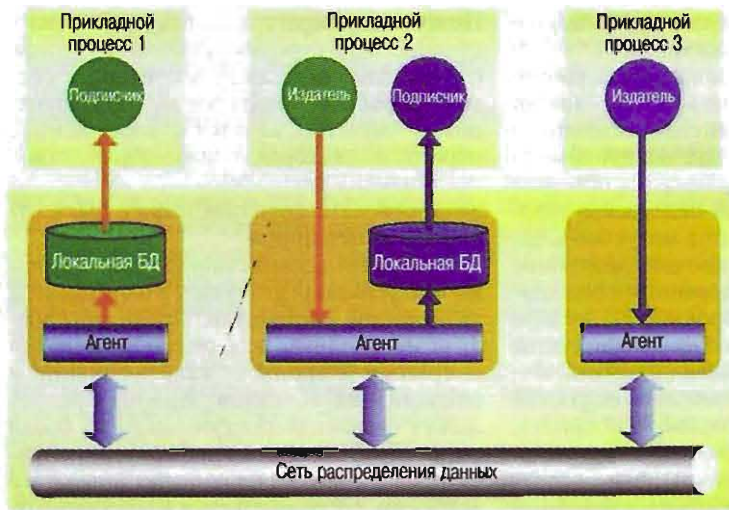 Прикладной
процесс 1
Прикладной
процесс 2
Прикладной
процесс 3
Подписчик
Издатель
Подписчик
Издатель
Локальная БД
Локальная БД
Агент
Агент
Агент
Сеть распределения данных